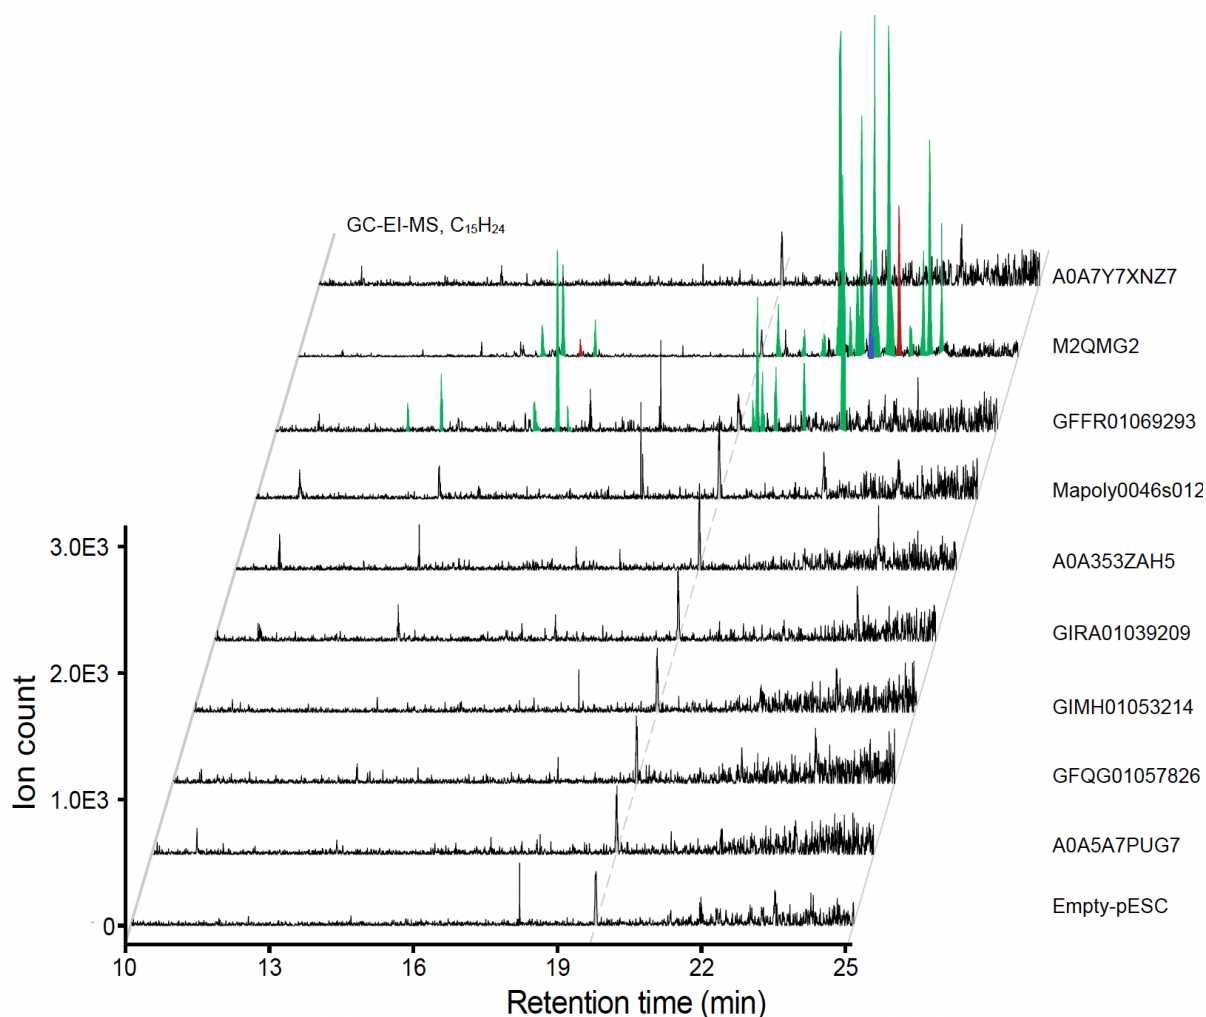 GC-EI-MS, C₁₅H₂₄
A0A7Y7XNZ7
M2QMG2
GFFR01069293
Mapoly0046s012
A0A353ZAH5
GIRA01039209
GIMH01053214
GFQG01057826
A0A5A7PUG7
Empty-pESC
3.0E3
2.0E3
1.0E3
0
Ion count
10 13 16 19 22 25
Retention time (min)